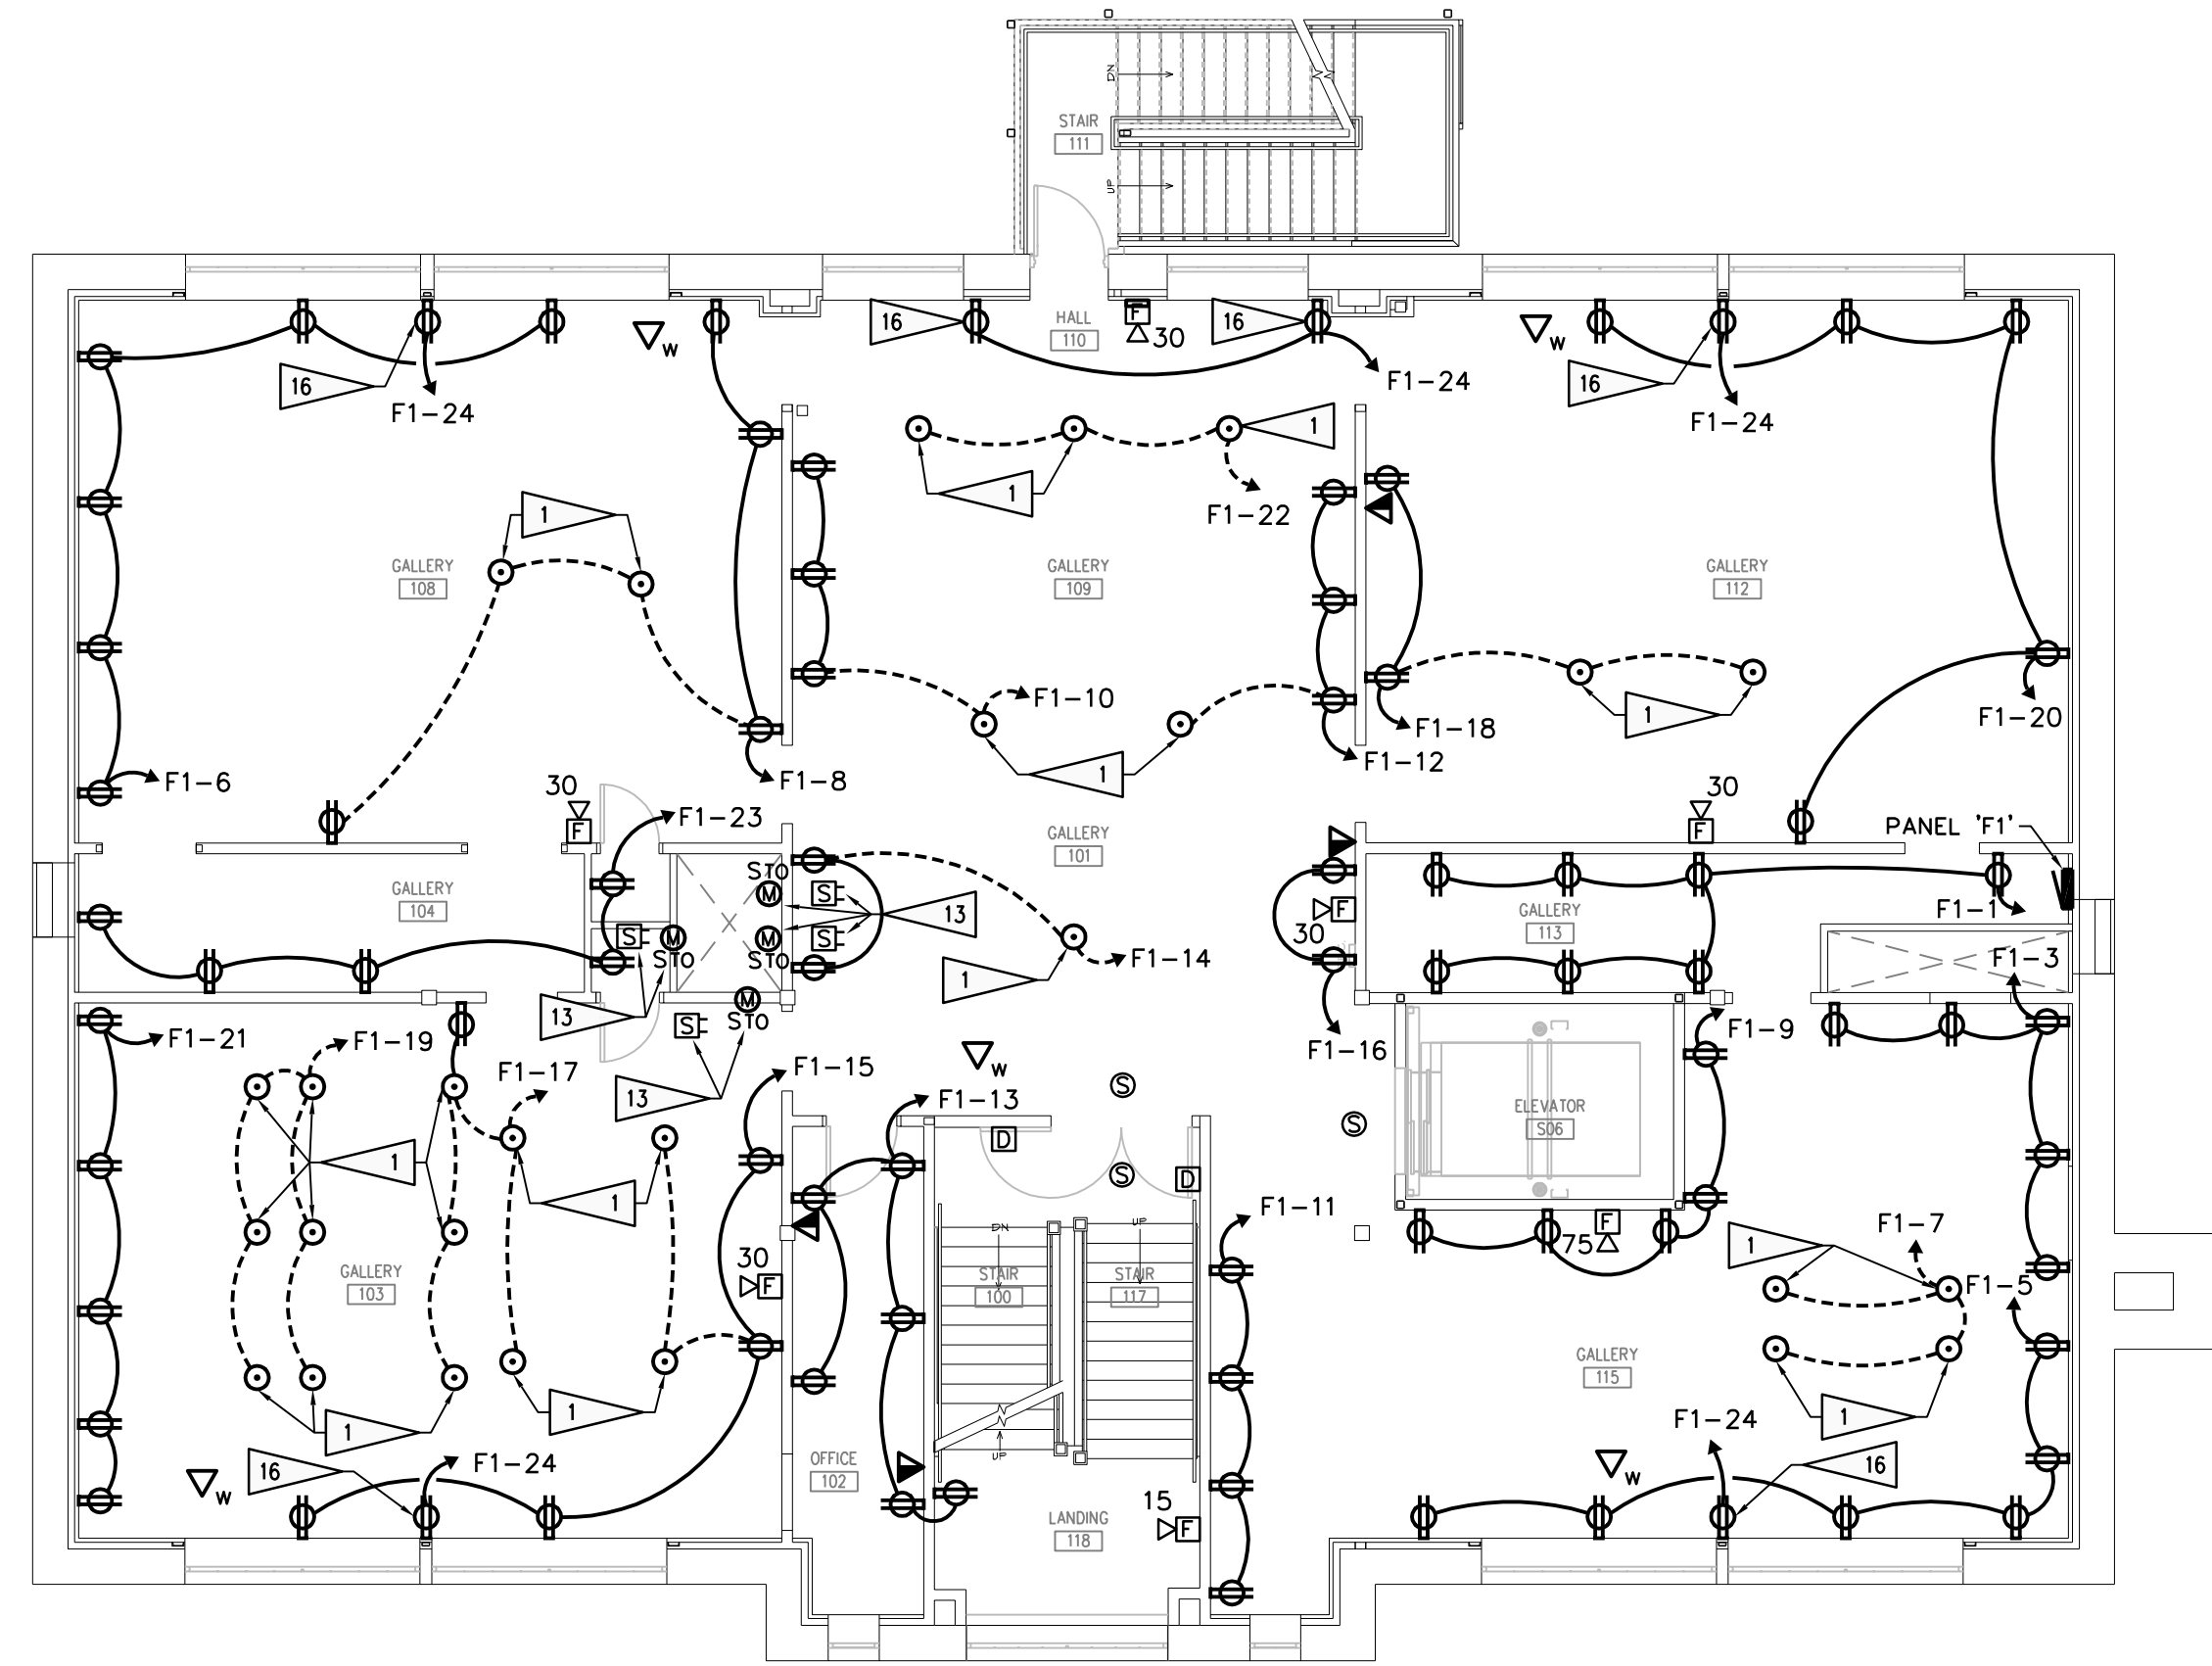 DN
STAIR
111
UP
16
HALL
110
F
30
16
W
W
16
F1-24
F1-24
16
F1-24
1
1
F1-22
1
GALLERY
108
GALLERY
109
GALLERY
112
F1-10
F1-18
1
F1-20
F1-6
F1-8
1
F1-12
30
F
F1-23
30
F
PANEL 'F1'
GALLERY
101
GALLERY
104
STO
M
S
13
F
30
GALLERY
113
F1-1
S
M
STO
M
STO
S
F1-14
F1-3
1
13
M
STO
S
F1-21
F1-19
F1-16
F1-9
F1-17
F1-15
W
S
13
F1-13
ELEVATOR
S06
D
S
1
S
D
1
F1-11
F1-7
F
75
1
30
F
GALLERY
103
DN
UP
STAIR
100
STAIR
117
F1-5
GALLERY
115
1
1
1
F1-24
UP
OFFICE
102
16
F1-24
W
W
16
15
F
LANDING
118